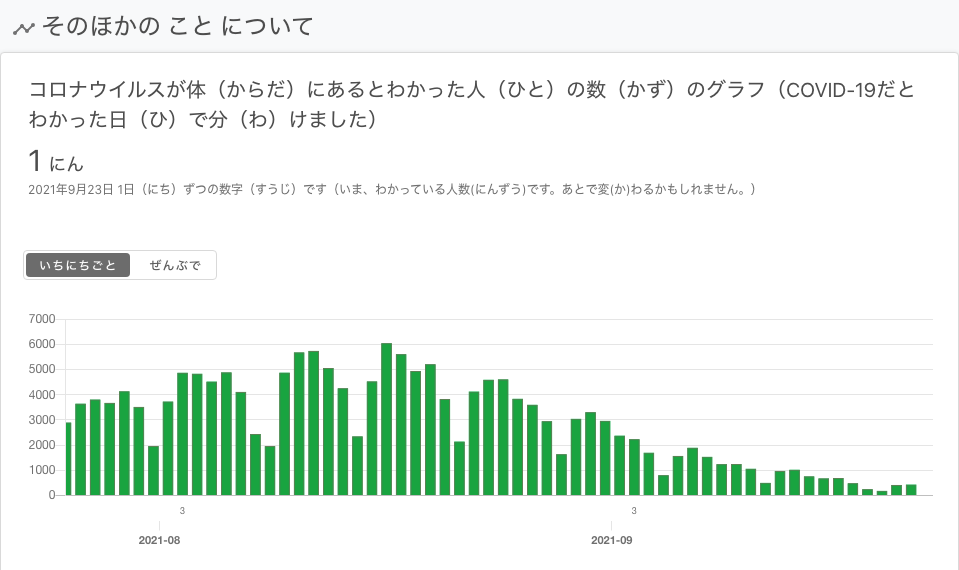 そのほかの こと について
コロナウイルスが体（からだ）にあるとわかった人（ひと）の数（かず）のグラフ（COVID-19だと
わかった日（ひ）で分（わ）けました）
1 にん
2021年9月23日 1日（にち）ずつの数字（すうじ）です（いま、わかっている人数(にんずう)です。あとで変(か)わるかもしれません。）
いちにちごと ぜんぶで
7000
6000
5000
4000
3000
2000
1000
0
3 3
2021-08 2021-09